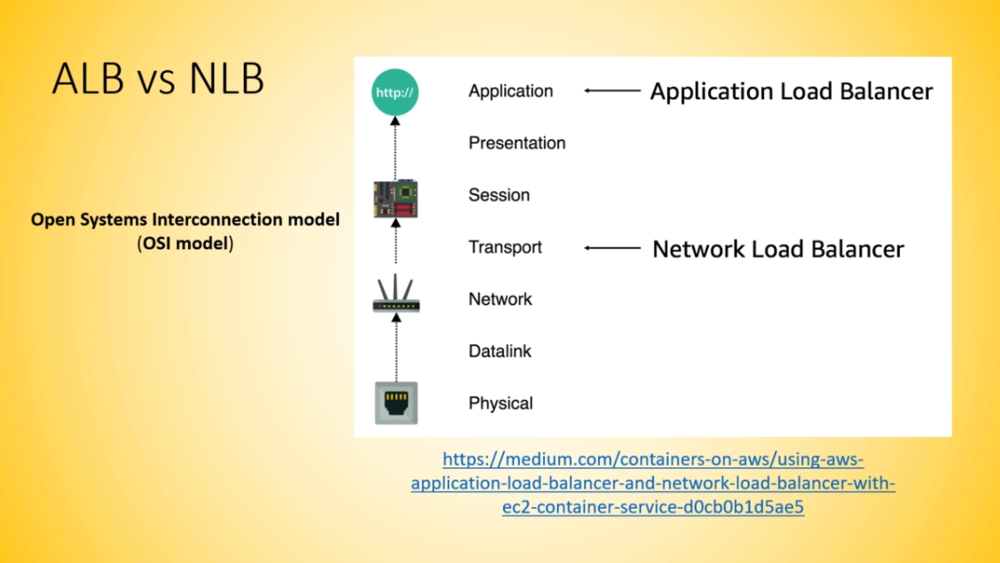 ALB vs NLB
Open Systems Interconnection model
(OSI model)
http://
Application
Application Load Balancer
Presentation
Session
Transport
Network Load Balancer
Network
Datalink
Physical
https://medium.com/containers-on-aws/using-aws-
application-load-balancer-and-network-load-balancer-with-
ec2-container-service-d0cb0b1d5ae5